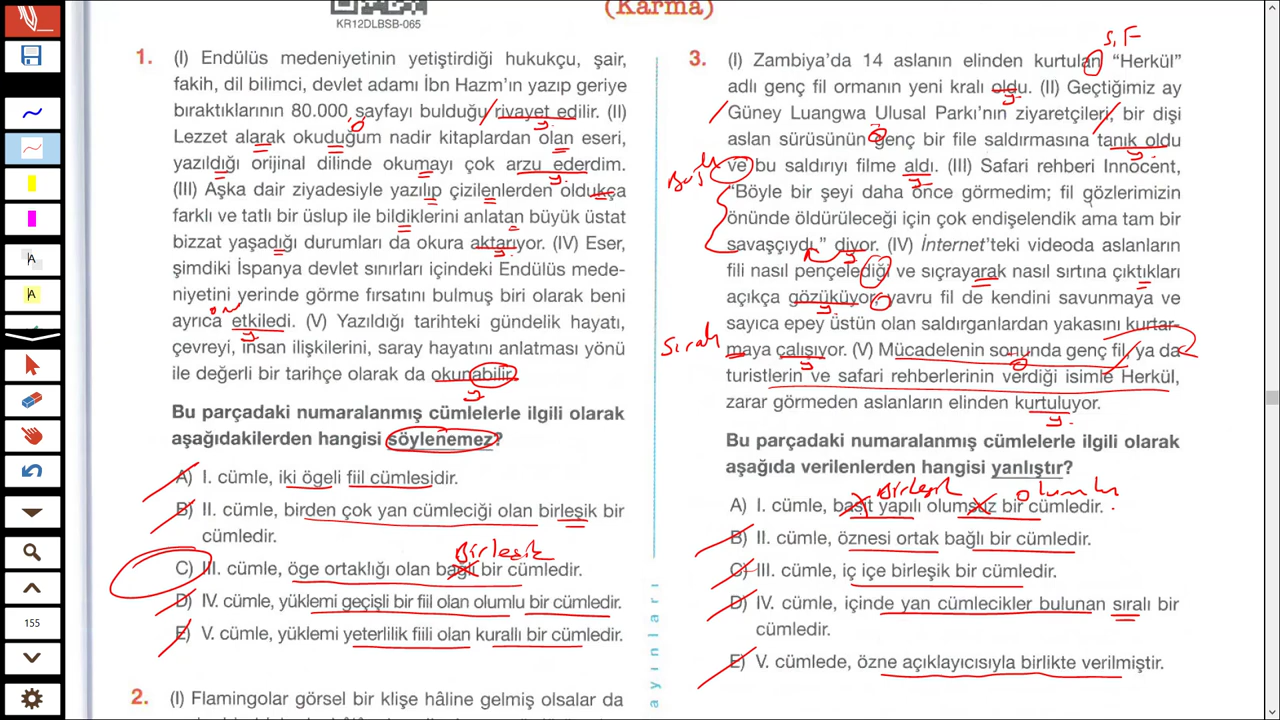 (Karma)
KR12DLBSB-065
1. (I) Endülüs medeniyetinin yetiştirdiği hukukçu, şair,
fakih, dil bilimci, devlet adamı İbn Hazm’ın yazıp geriye
bıraktıklarının 80.000 sayfayı bulduğu rivayet edilir. (II)
Lezzet alarak okuduğum nadir kitaplardan olan eseri,
yazıldığı orijinal dilinde okumayı çok arzu ederdim.
(III) Aşka dair ziyadesiyle yazılıp çizilenlerden oldukça
farklı ve tatlı bir üslup ile bildiklerini anlatan büyük üstat
bizzat yaşadığı durumları da okura aktarıyor. (IV) Eser,
şimdiki İspanya devlet sınırları içindeki Endülüs mede-
niyetini yerinde görme fırsatını bulmuş biri olarak beni
ayrıca etkiledi. (V) Yazıldığı tarihteki gündelik hayatı,
çevreyi, insan ilişkilerini, saray hayatını anlatması yönü
ile değerli bir tarihçe olarak da okunabilir.
Bu parçadaki numaralanmış cümlelerle ilgili olarak
aşağıdakilerden hangisi söylenemez?
A) I. cümle, iki ögeli fiil cümlesidir.
B) II. cümle, birden çok yan cümleciği olan birleşik bir
cümledir.
Birleşik
C) III. cümle, öge ortaklığı olan bağlı bir cümledir.
D) IV. cümle, yüklemi geçişli bir fiil olan olumlu bir cümledir.
E) V. cümle, yüklemi yeterlilik fiili olan kurallı bir cümledir.
2. (I) Flamingolar görsel bir klişe hâline gelmiş olsalar da
S.F
3. (I) Zambiya’da 14 aslanın elinden kurtulan “Herkül”
adlı genç fil ormanın yeni kralı oldu. (II) Geçtiğimiz ay
Güney Luangwa Ulusal Parkı’nın ziyaretçileri, bir dişi
aslan sürüsünün genç bir file saldırmasına tanık oldu
ve bu saldırıyı filme aldı. (III) Safari rehberi Innocent,
“Böyle bir şeyi daha önce görmedim; fil gözlerimizin
önünde öldürüleceği için çok endişelendik ama tam bir
savaşçıydı.” diyor. (IV) İnternet’teki videoda aslanların
fili nasıl pençelediği ve sıçrayarak nasıl sırtına çıktıkları
açıkça gözüküyor, yavru fil de kendini savunmaya ve
sayıca epey üstün olan saldırganlardan yakasını kurtar-
Sıralı
maya çalışıyor. (V) Mücadelenin sonunda genç fil, ya da
turistlerin ve safari rehberlerinin verdiği isimle Herkül,
zarar görmeden aslanların elinden kurtuluyor.
Bu parçadaki numaralanmış cümlelerle ilgili olarak
aşağıda verilenlerden hangisi yanlıştır?
Birleşik olumlu
A) I. cümle, basit yapılı olumsuz bir cümledir.
B) II. cümle, öznesi ortak bağlı bir cümledir.
C) III. cümle, iç içe birleşik bir cümledir.
D) IV. cümle, içinde yan cümlecikler bulunan sıralı bir
cümledir.
E) V. cümlede, özne açıklayıcısıyla birlikte verilmiştir.
ayınları
155